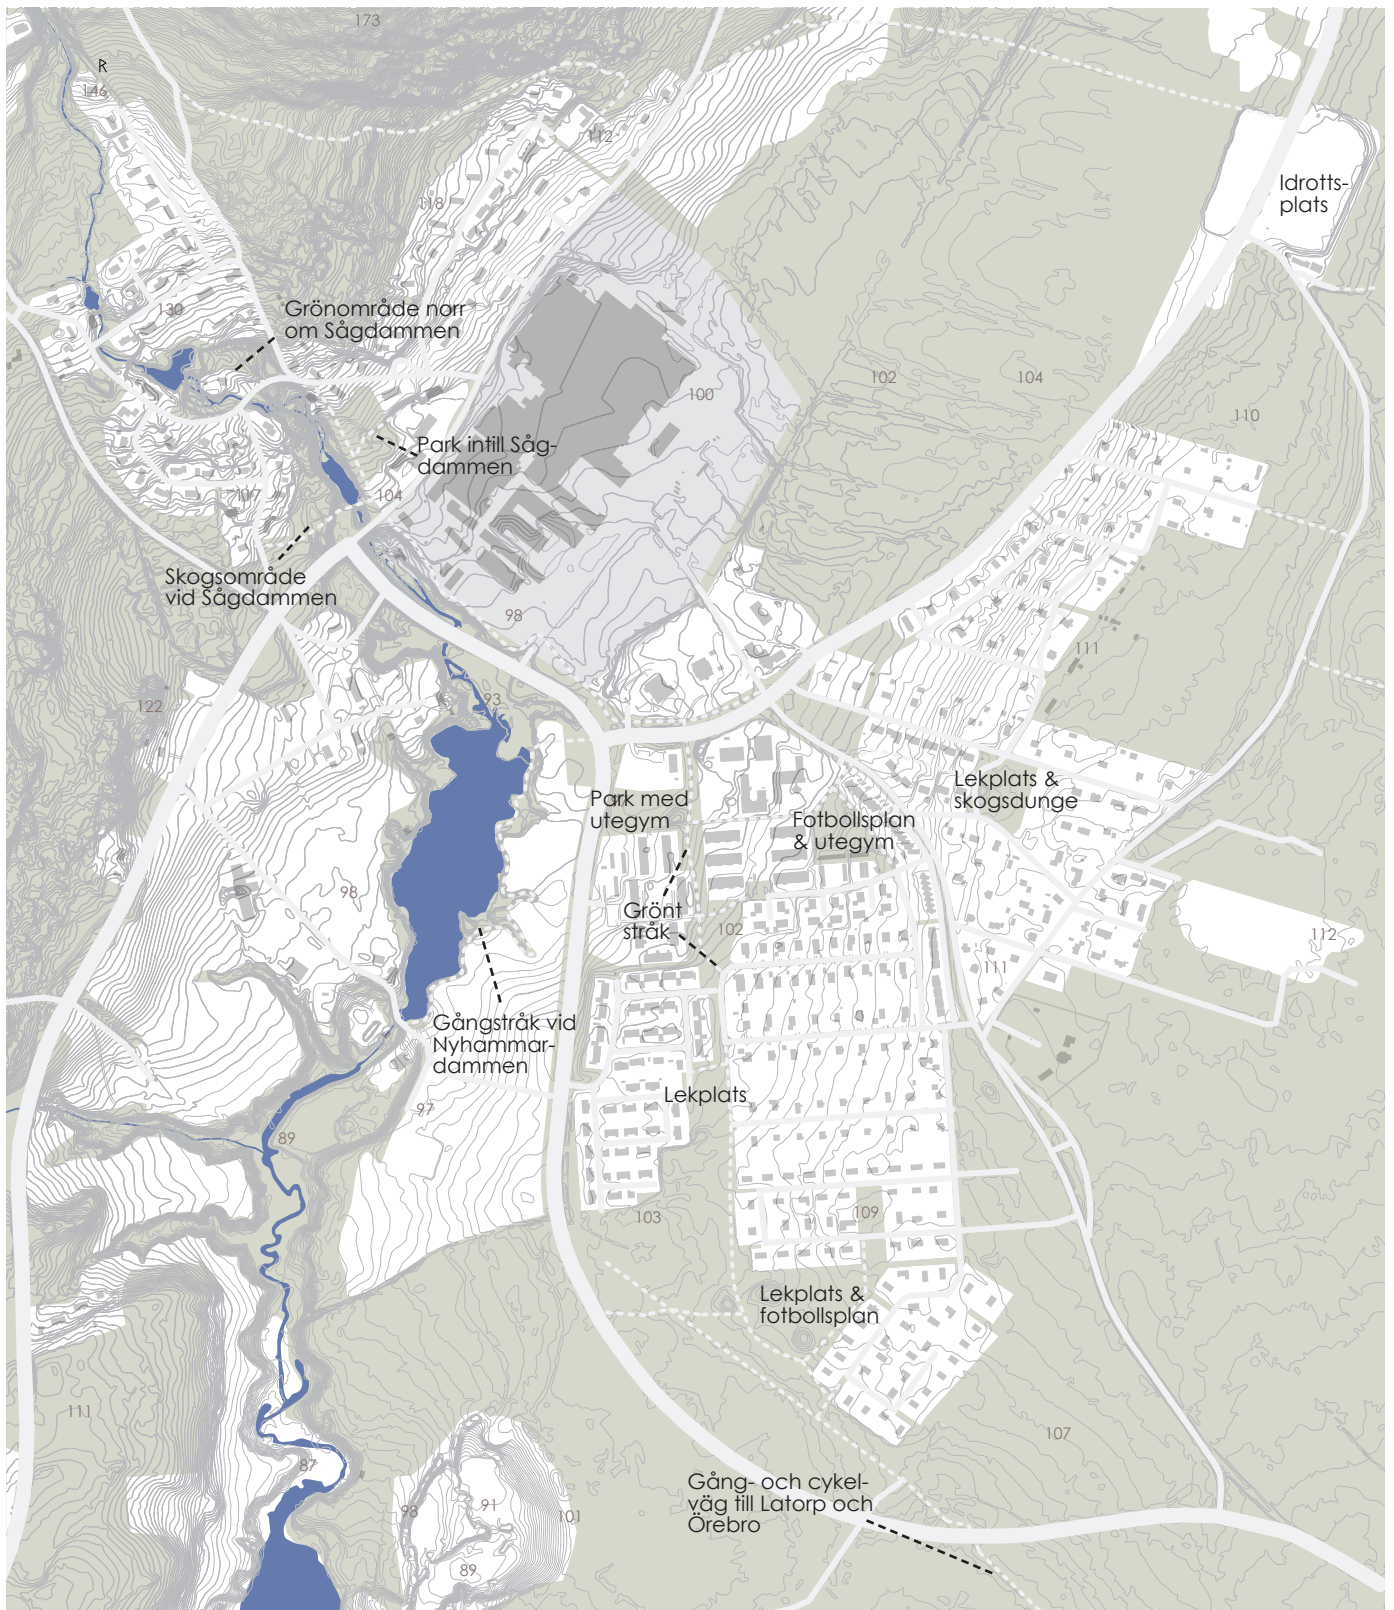 173
ᚱ
146
112
Idrotts-
plats
118
Grönområde norr
om Sågdammen
130
102
104
100
110
Park intill Såg-
dammen
117
104
Skogsområde
vid Sågdammen
98
111
122
93
Lekplats &
skogsdunge
Park med
utegym
Fotbollsplan
& utegym
98
Grönt
stråk
102
112
111
Gångstråk vid
Nyhammar-
dammen
Lekplats
97
89
103
109
Lekplats &
fotbollsplan
111
107
87
Gång- och cykel-
väg till Latorp och
Örebro
98
91
101
89